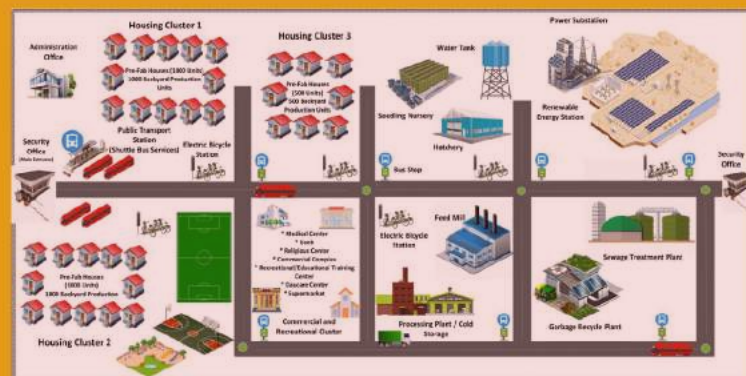 Housing Cluster 1
Administration
Office
Pre-Fab Houses (1000 Units)
1000 Backyard Production
Units
Public Transport
Station
(Shuttle Bus Services)
Electric Bicycle
Station
Security
Office
(Main Entrance)
Housing Cluster 3
Pre-Fab Houses
(500 Units)
500 Backyard
Production Units
Water Tank
Seedling Nursery
Hatchery
Bus Stop
Power Substation
Renewable
Energy Station
Security
Office
Pre-Fab Houses
(1000 Units)
1000 Backyard Production
Housing Cluster 2
* Medical Center
* Bank
* Religious Center
* Commercial Complex
* Recreational/Educational Training
Center
* Daycare Center
* Supermarket
Commercial and
Recreational Cluster
Electric Bicycle
Station
Feed Mill
Processing Plant / Cold
Storage
Sewage Treatment Plant
Garbage Recycle Plant